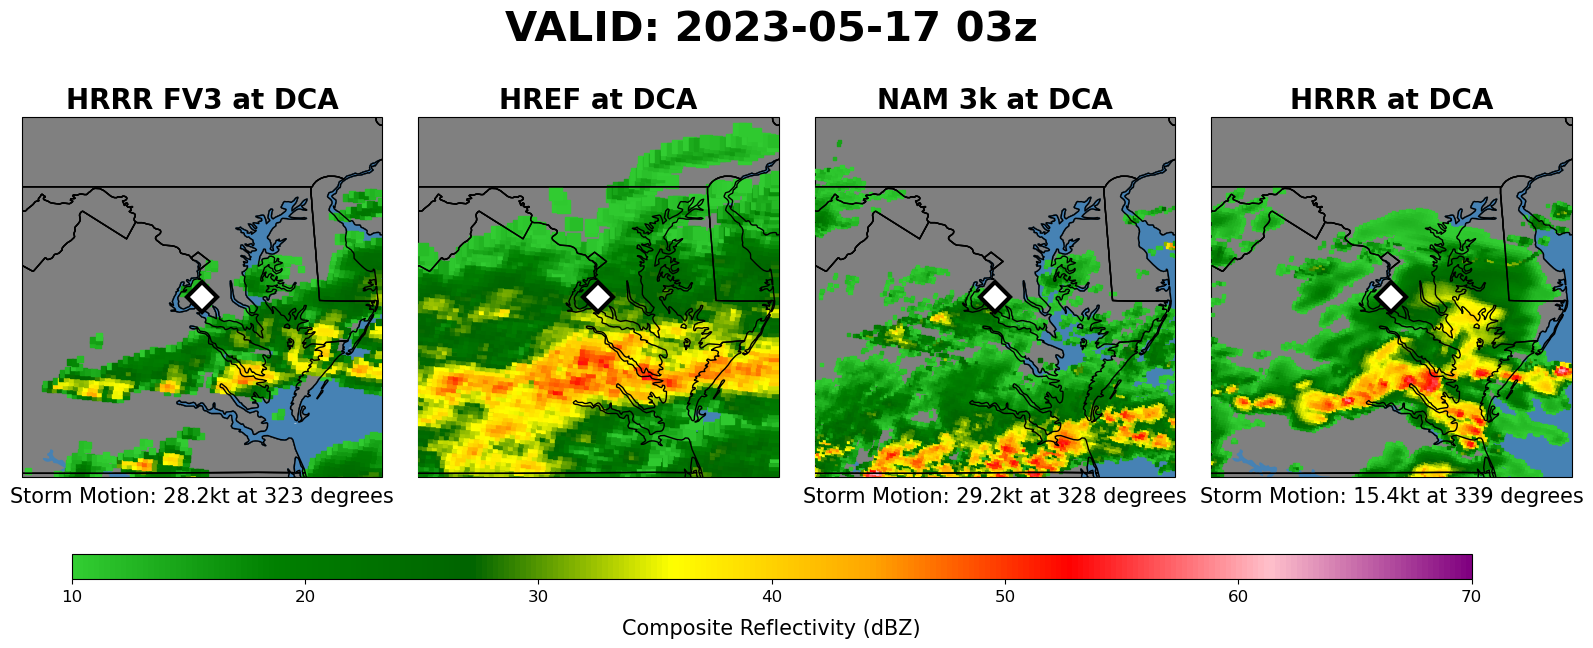 VALID: 2023-05-17 03z
HRRR FV3 at DCA
HREF at DCA
NAM 3k at DCA
HRRR at DCA
Storm Motion: 28.2kt at 323 degrees
Storm Motion: 29.2kt at 328 degrees
Storm Motion: 15.4kt at 339 degrees
10 20 30 40 50 60 70
Composite Reflectivity (dBZ)